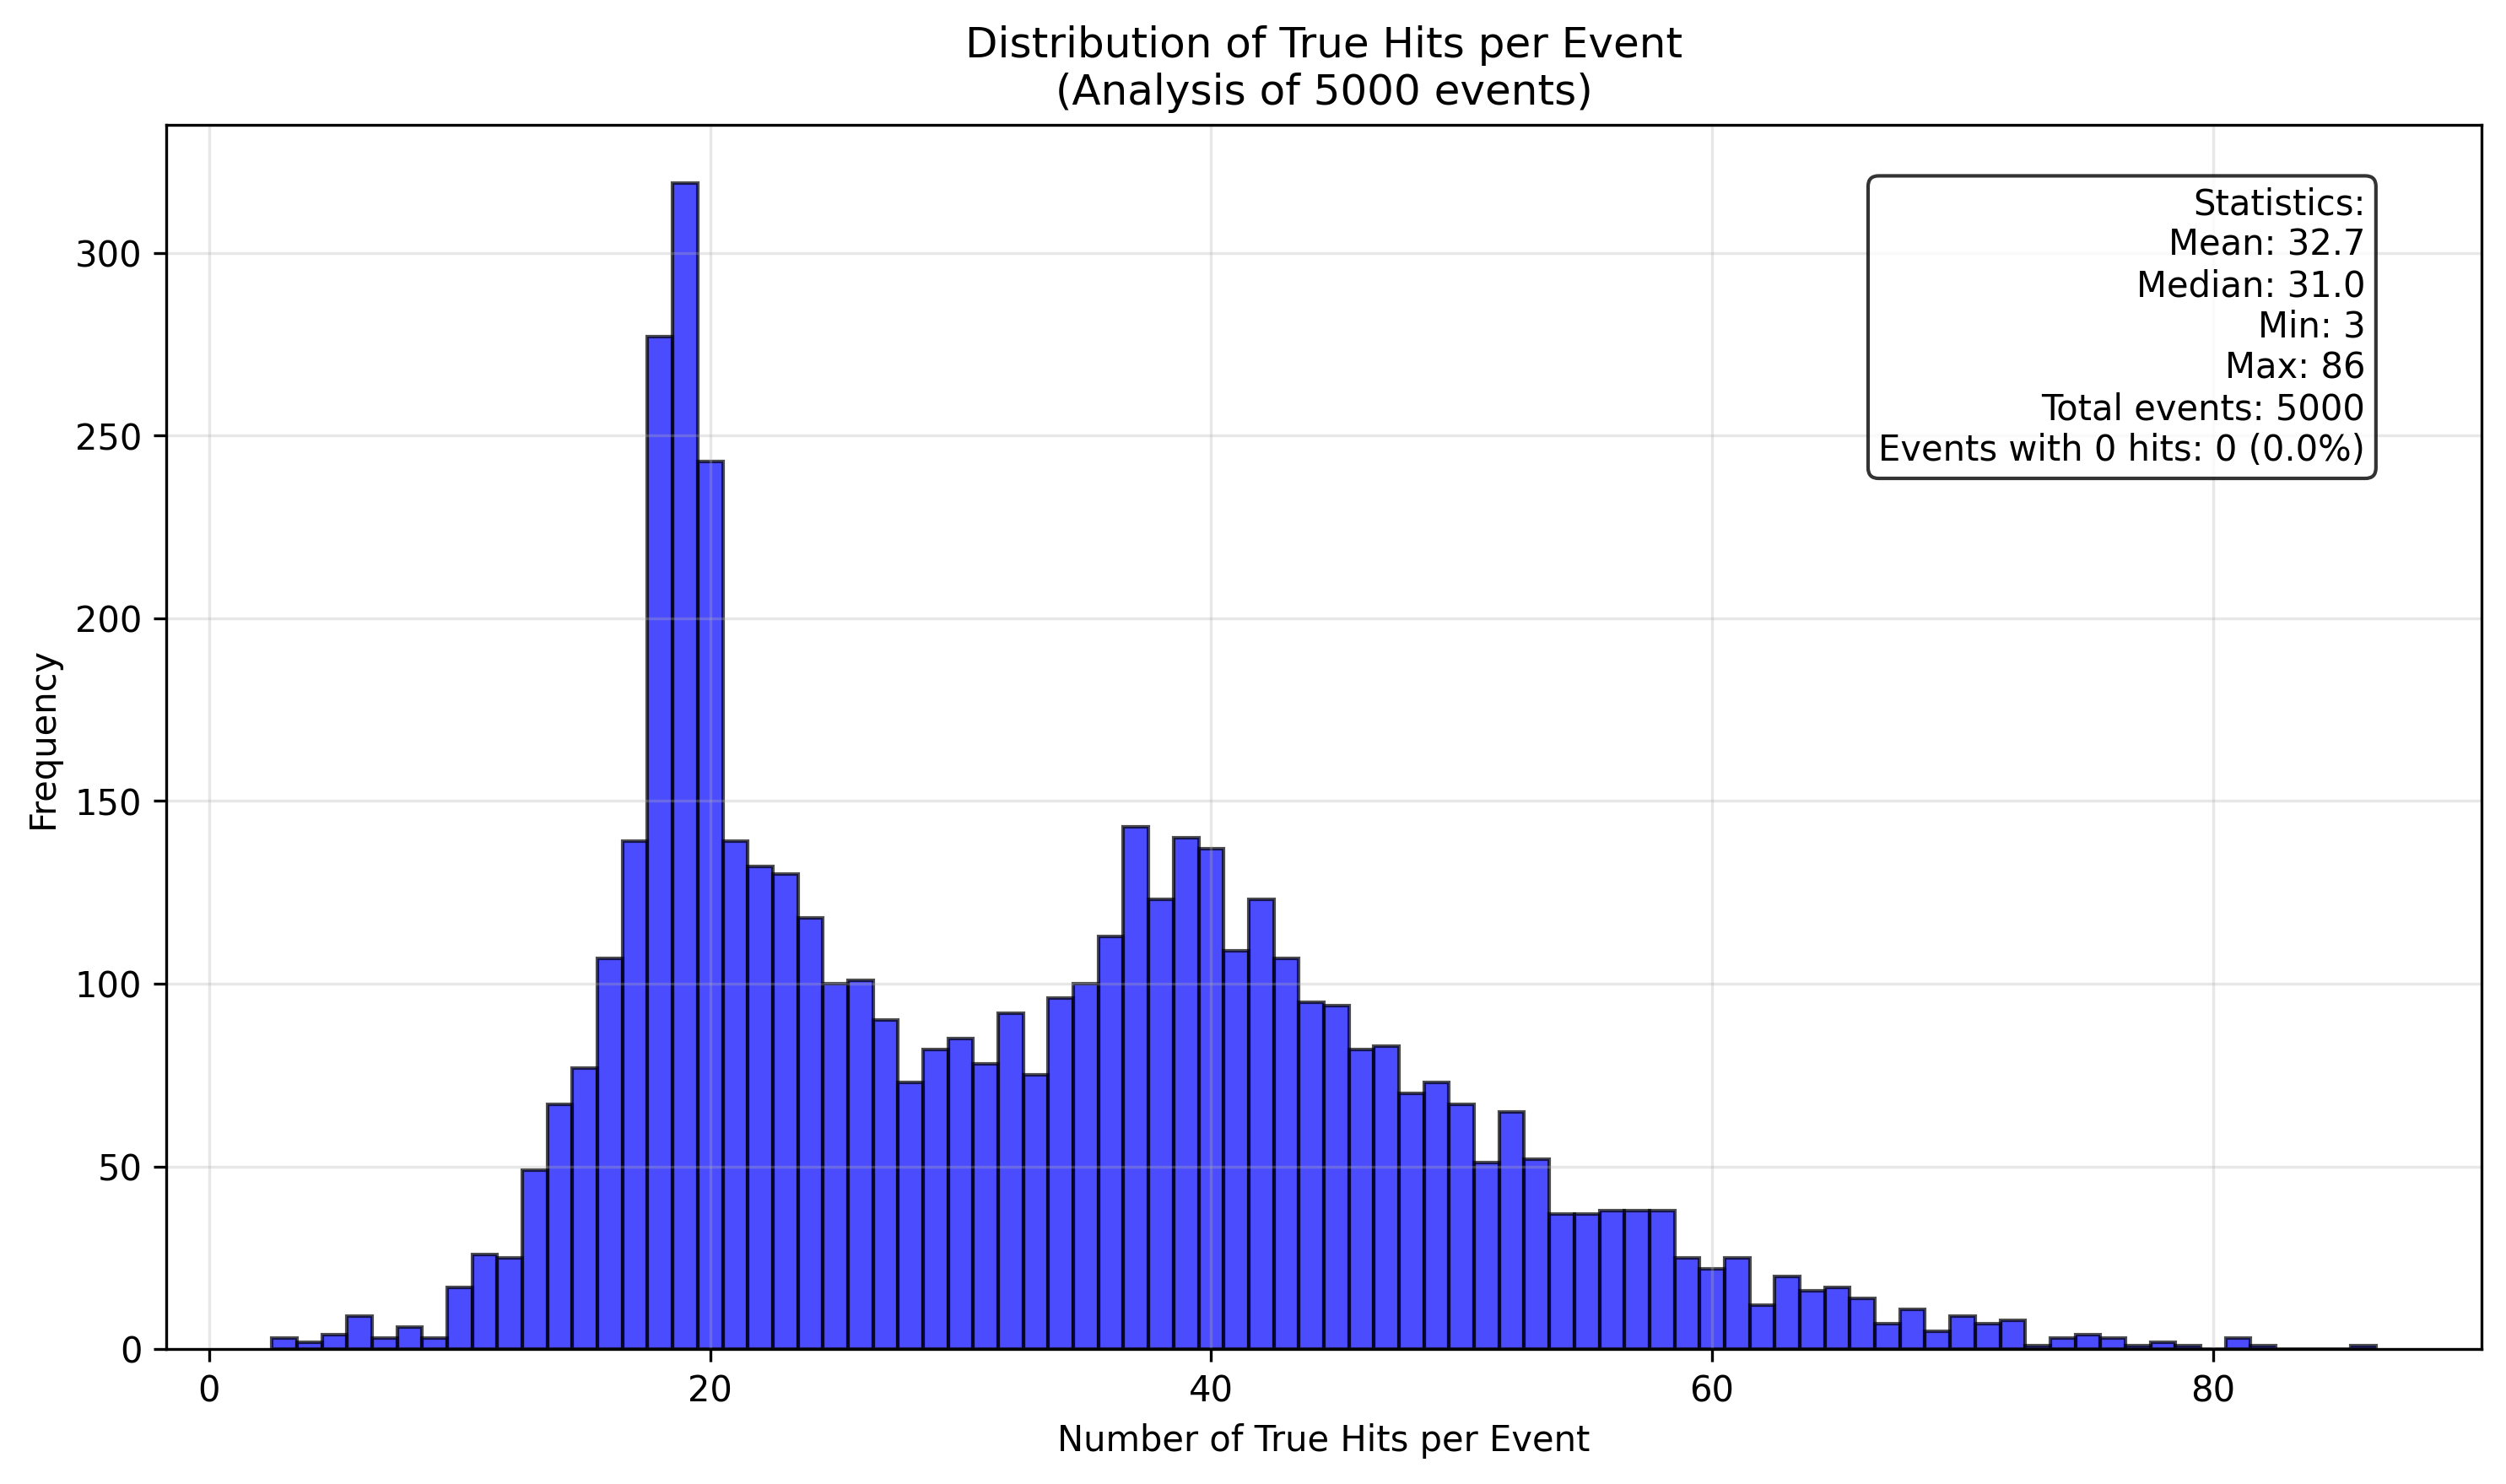 Distribution of True Hits per Event
(Analysis of 5000 events)
Statistics:
Mean: 32.7
Median: 31.0
Min: 3
Max: 86
Total events: 5000
Events with 0 hits: 0 (0.0%)
Frequency
300
250
200
150
100
50
0
0 20 40 60 80
Number of True Hits per Event